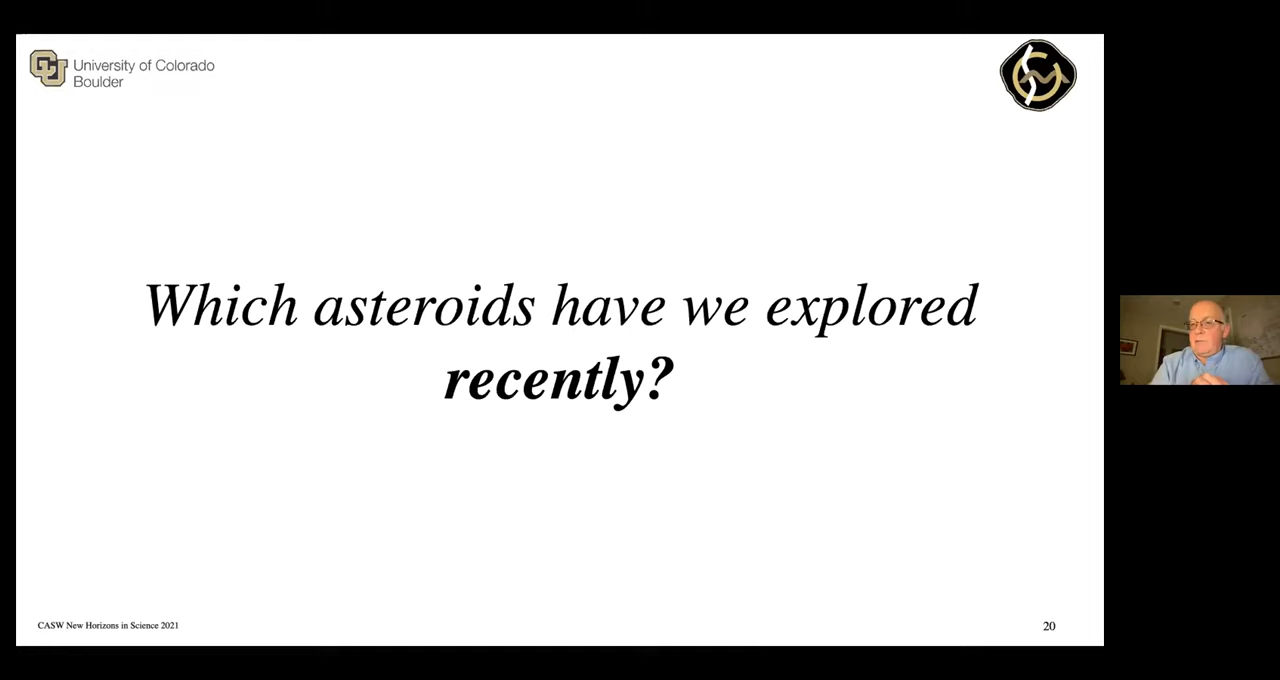 University of Colorado
Boulder
Which asteroids have we explored
recently?
CASW New Horizons in Science 2021
20